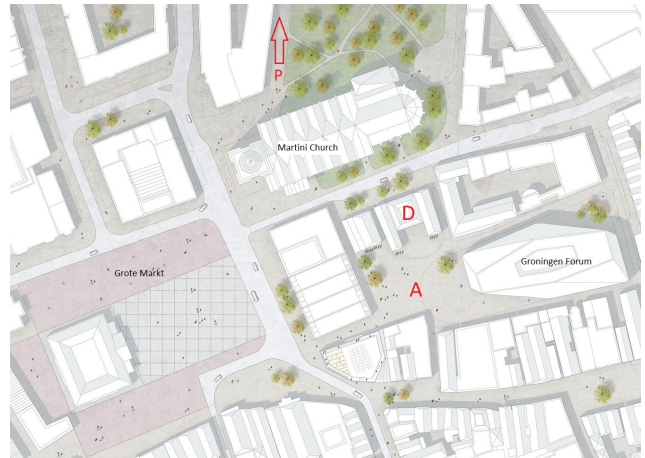 P
Martini Church
D
Groningen Forum
Grote Markt
A